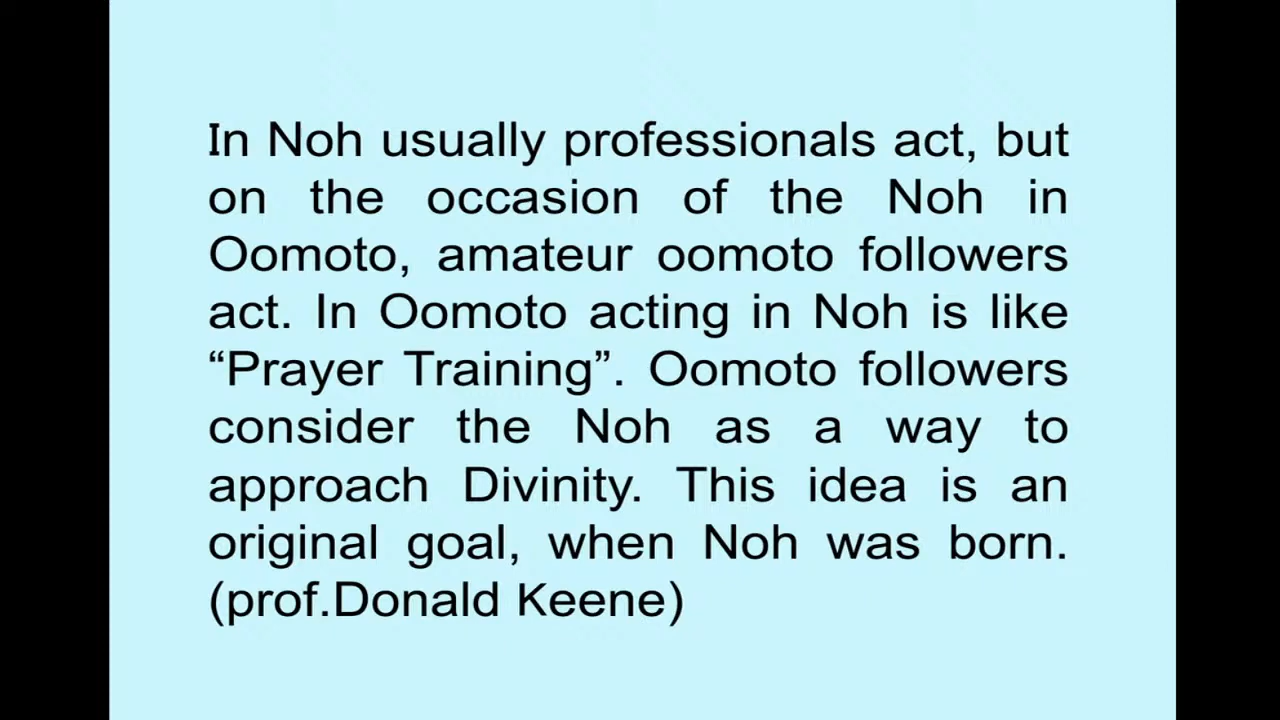 In Noh usually professionals act, but
on the occasion of the Noh in
Oomoto, amateur oomoto followers
act. In Oomoto acting in Noh is like
“Prayer Training”. Oomoto followers
consider the Noh as a way to
approach Divinity. This idea is an
original goal, when Noh was born.
(prof.Donald Keene)